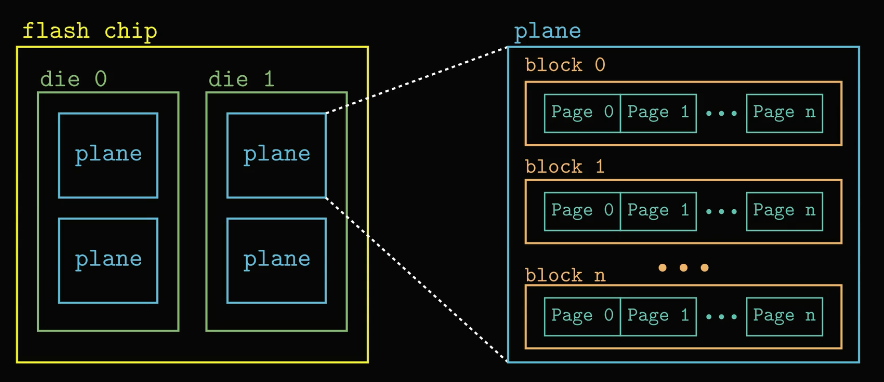 flash chip
die 0
plane
plane
die 1
plane
plane
plane
block 0
Page 0 Page 1 ... Page n
block 1
Page 0 Page 1 ... Page n
...
block n
Page 0 Page 1 ... Page n